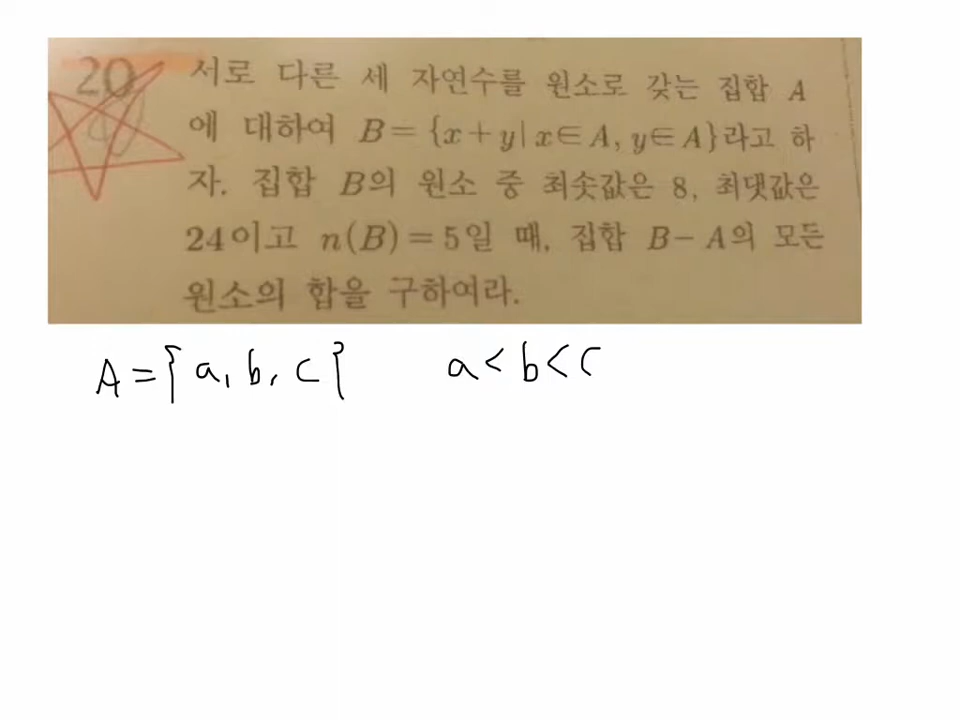 20 서로 다른 세 자연수를 원소로 갖는 집합 A
에 대하여 B={x+y|x∈A, y∈A}라고 하
자. 집합 B의 원소 중 최솟값은 8, 최댓값은
24이고 n(B)=5일 때, 집합 B-A의 모든
원소의 합을 구하여라.
A={a, b, c} a<b<c